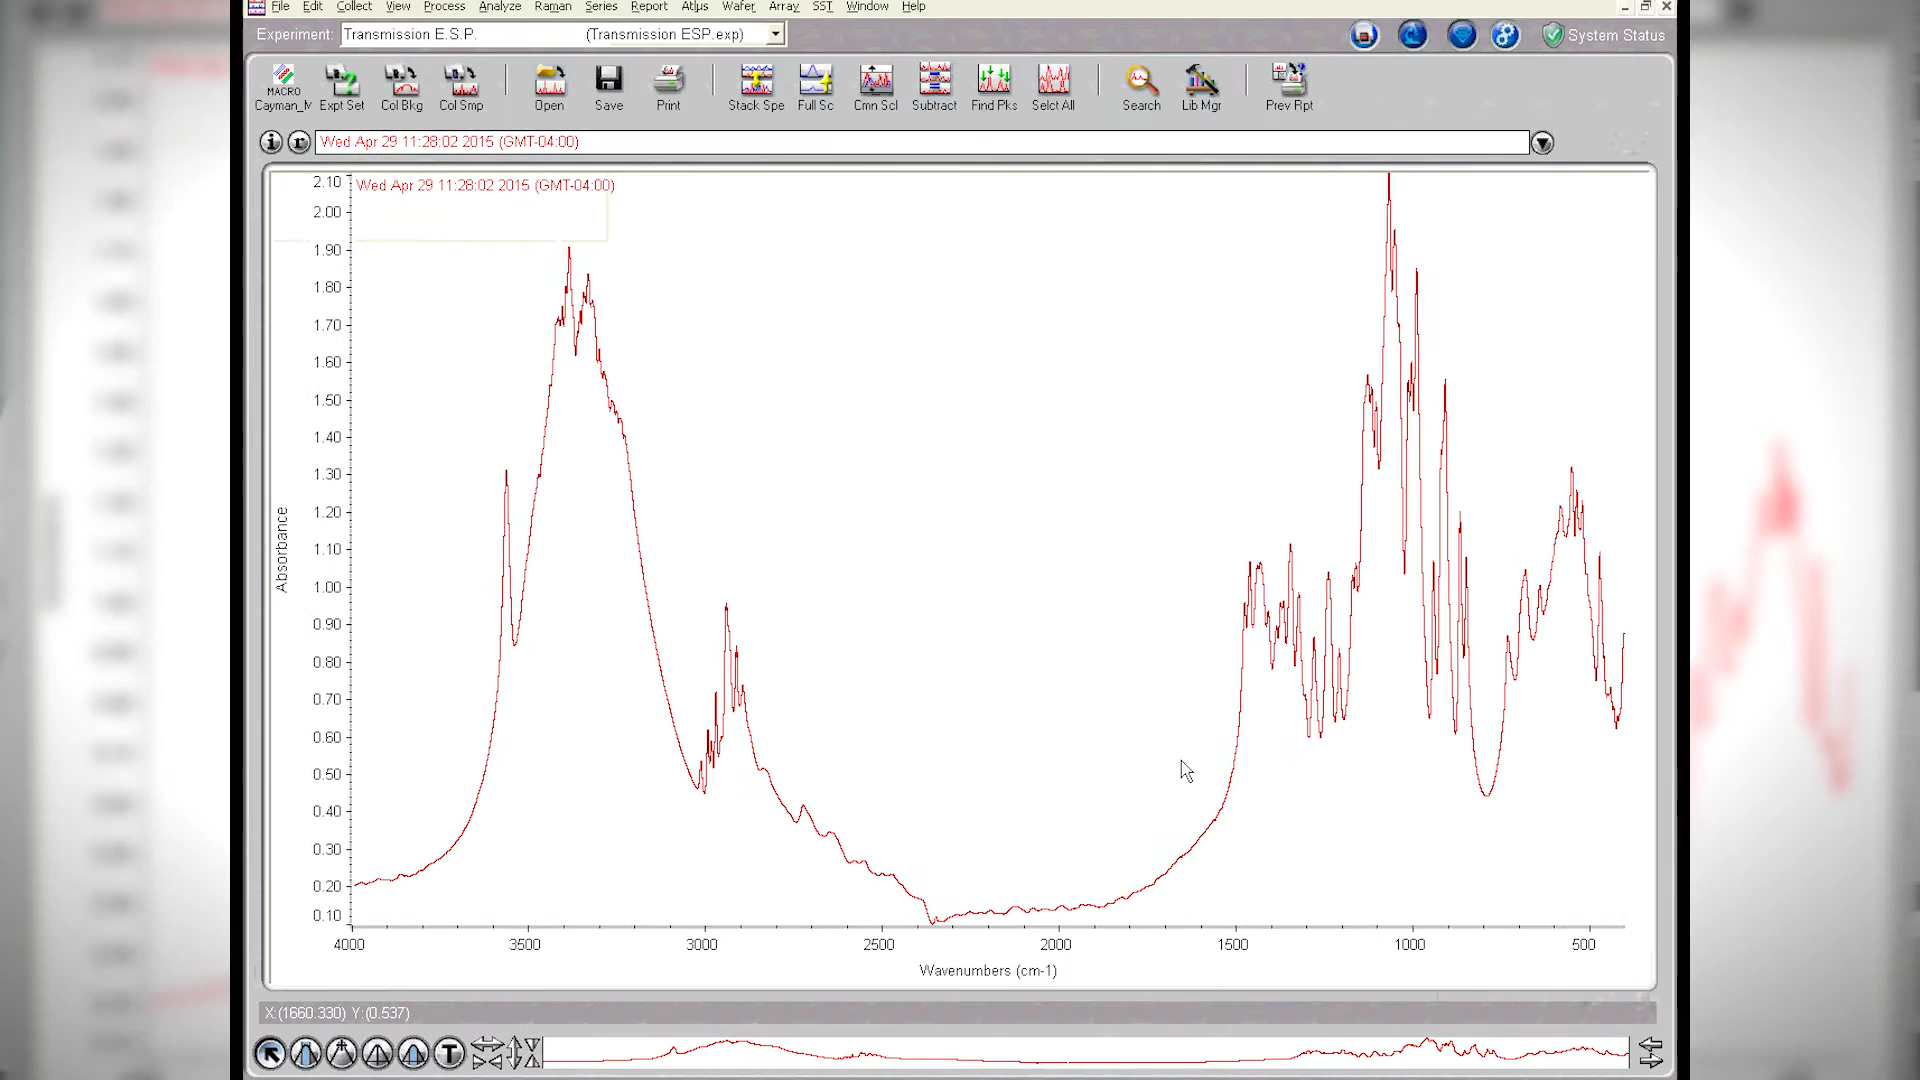 File Edit Collect View Process Analyze Raman Series Report Atlµs Wafer Array SST Window Help
Experiment: Transmission E.S.P. (Transmission ESP.exp) System Status
MACRO
Cayman_M Expt Set Col Bkg Col Smp Open Save Print Stack Spe Full Sc Cmn Scl Subtract Find Pks Selct All Search Lib Mgr Prev Rpt
Wed Apr 29 11:28:02 2015 (GMT-04:00)
Wed Apr 29 11:28:02 2015 (GMT-04:00)
2.10
2.00
1.90
1.80
1.70
1.60
1.50
1.40
1.30
1.20
1.10
1.00
0.90
0.80
0.70
0.60
0.50
0.40
0.30
0.20
0.10
Absorbance
4000 3500 3000 2500 2000 1500 1000 500
Wavenumbers (cm-1)
X:(1660.330) Y:(0.537)
T